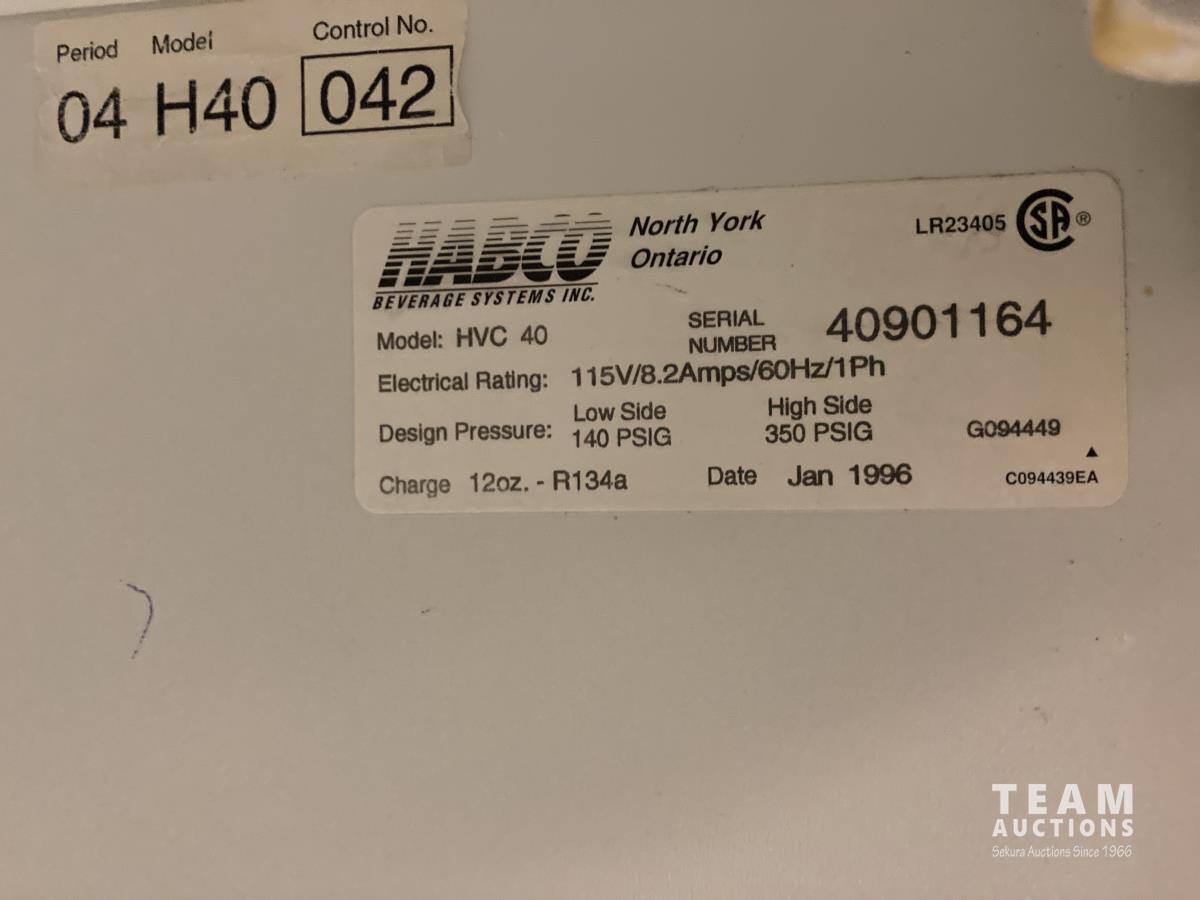 Period Model Control No.
04 H40 042
HABCO
BEVERAGE SYSTEMS INC.
North York
Ontario
LR23405 SA ®
Model: HVC 40
SERIAL
NUMBER
40901164
Electrical Rating: 115V/8.2Amps/60Hz/1Ph
Low Side High Side
Design Pressure: 140 PSIG 350 PSIG G094449
Charge 12oz. - R134a Date Jan 1996 C094439EA
TEAM
AUCTIONS
Sekura Auctions Since 1966